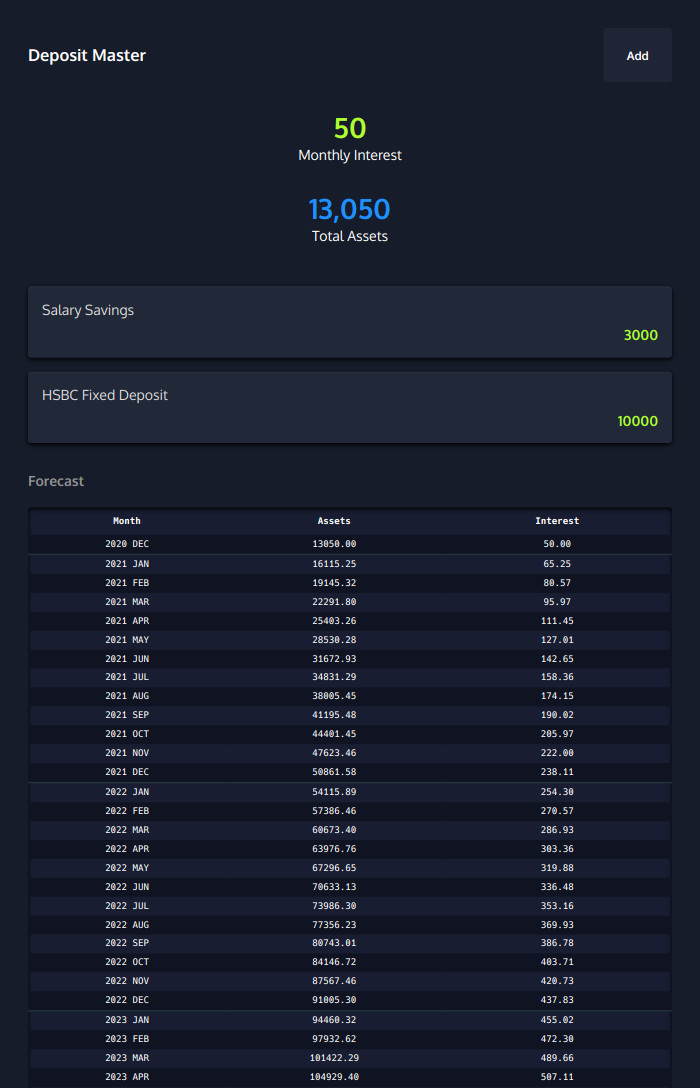 Deposit Master
Add
50
Monthly Interest
13,050
Total Assets
Salary Savings
3000
HSBC Fixed Deposit
10000
Forecast
Month Assets Interest
2020 DEC 13050.00 50.00
2021 JAN 16115.25 65.25
2021 FEB 19145.32 80.57
2021 MAR 22291.80 95.97
2021 APR 25403.26 111.45
2021 MAY 28530.28 127.01
2021 JUN 31672.93 142.65
2021 JUL 34831.29 158.36
2021 AUG 38005.45 174.15
2021 SEP 41195.48 190.02
2021 OCT 44401.45 205.97
2021 NOV 47623.46 222.00
2021 DEC 50861.58 238.11
2022 JAN 54115.89 254.30
2022 FEB 57386.46 270.57
2022 MAR 60673.40 286.93
2022 APR 63976.76 303.36
2022 MAY 67296.65 319.88
2022 JUN 70633.13 336.48
2022 JUL 73986.30 353.16
2022 AUG 77356.23 369.93
2022 SEP 80743.01 386.78
2022 OCT 84146.72 403.71
2022 NOV 87567.46 420.73
2022 DEC 91005.30 437.83
2023 JAN 94460.32 455.02
2023 FEB 97932.62 472.30
2023 MAR 101422.29 489.66
2023 APR 104929.40 507.11